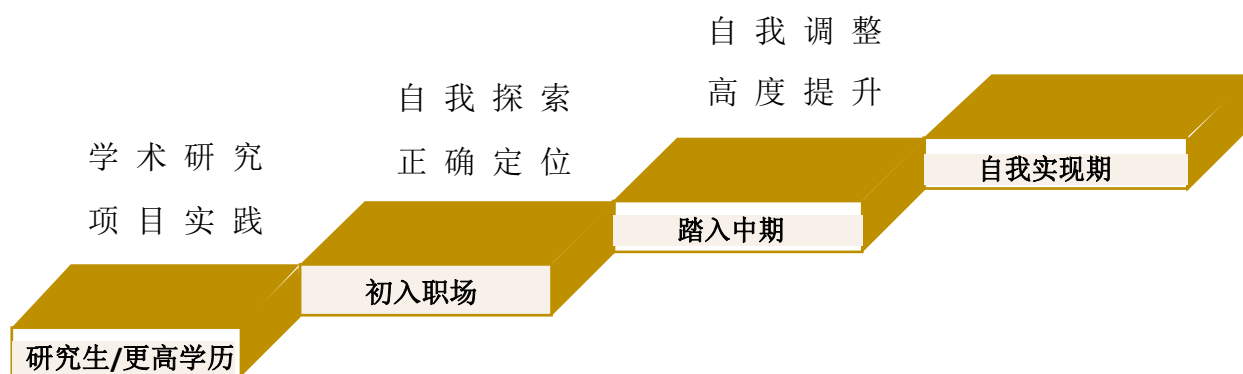 学术研究
项目实践
研究生/更高学历
自我探索
正确定位
初入职场
自我调整
高度提升
踏入中期
自我实现期